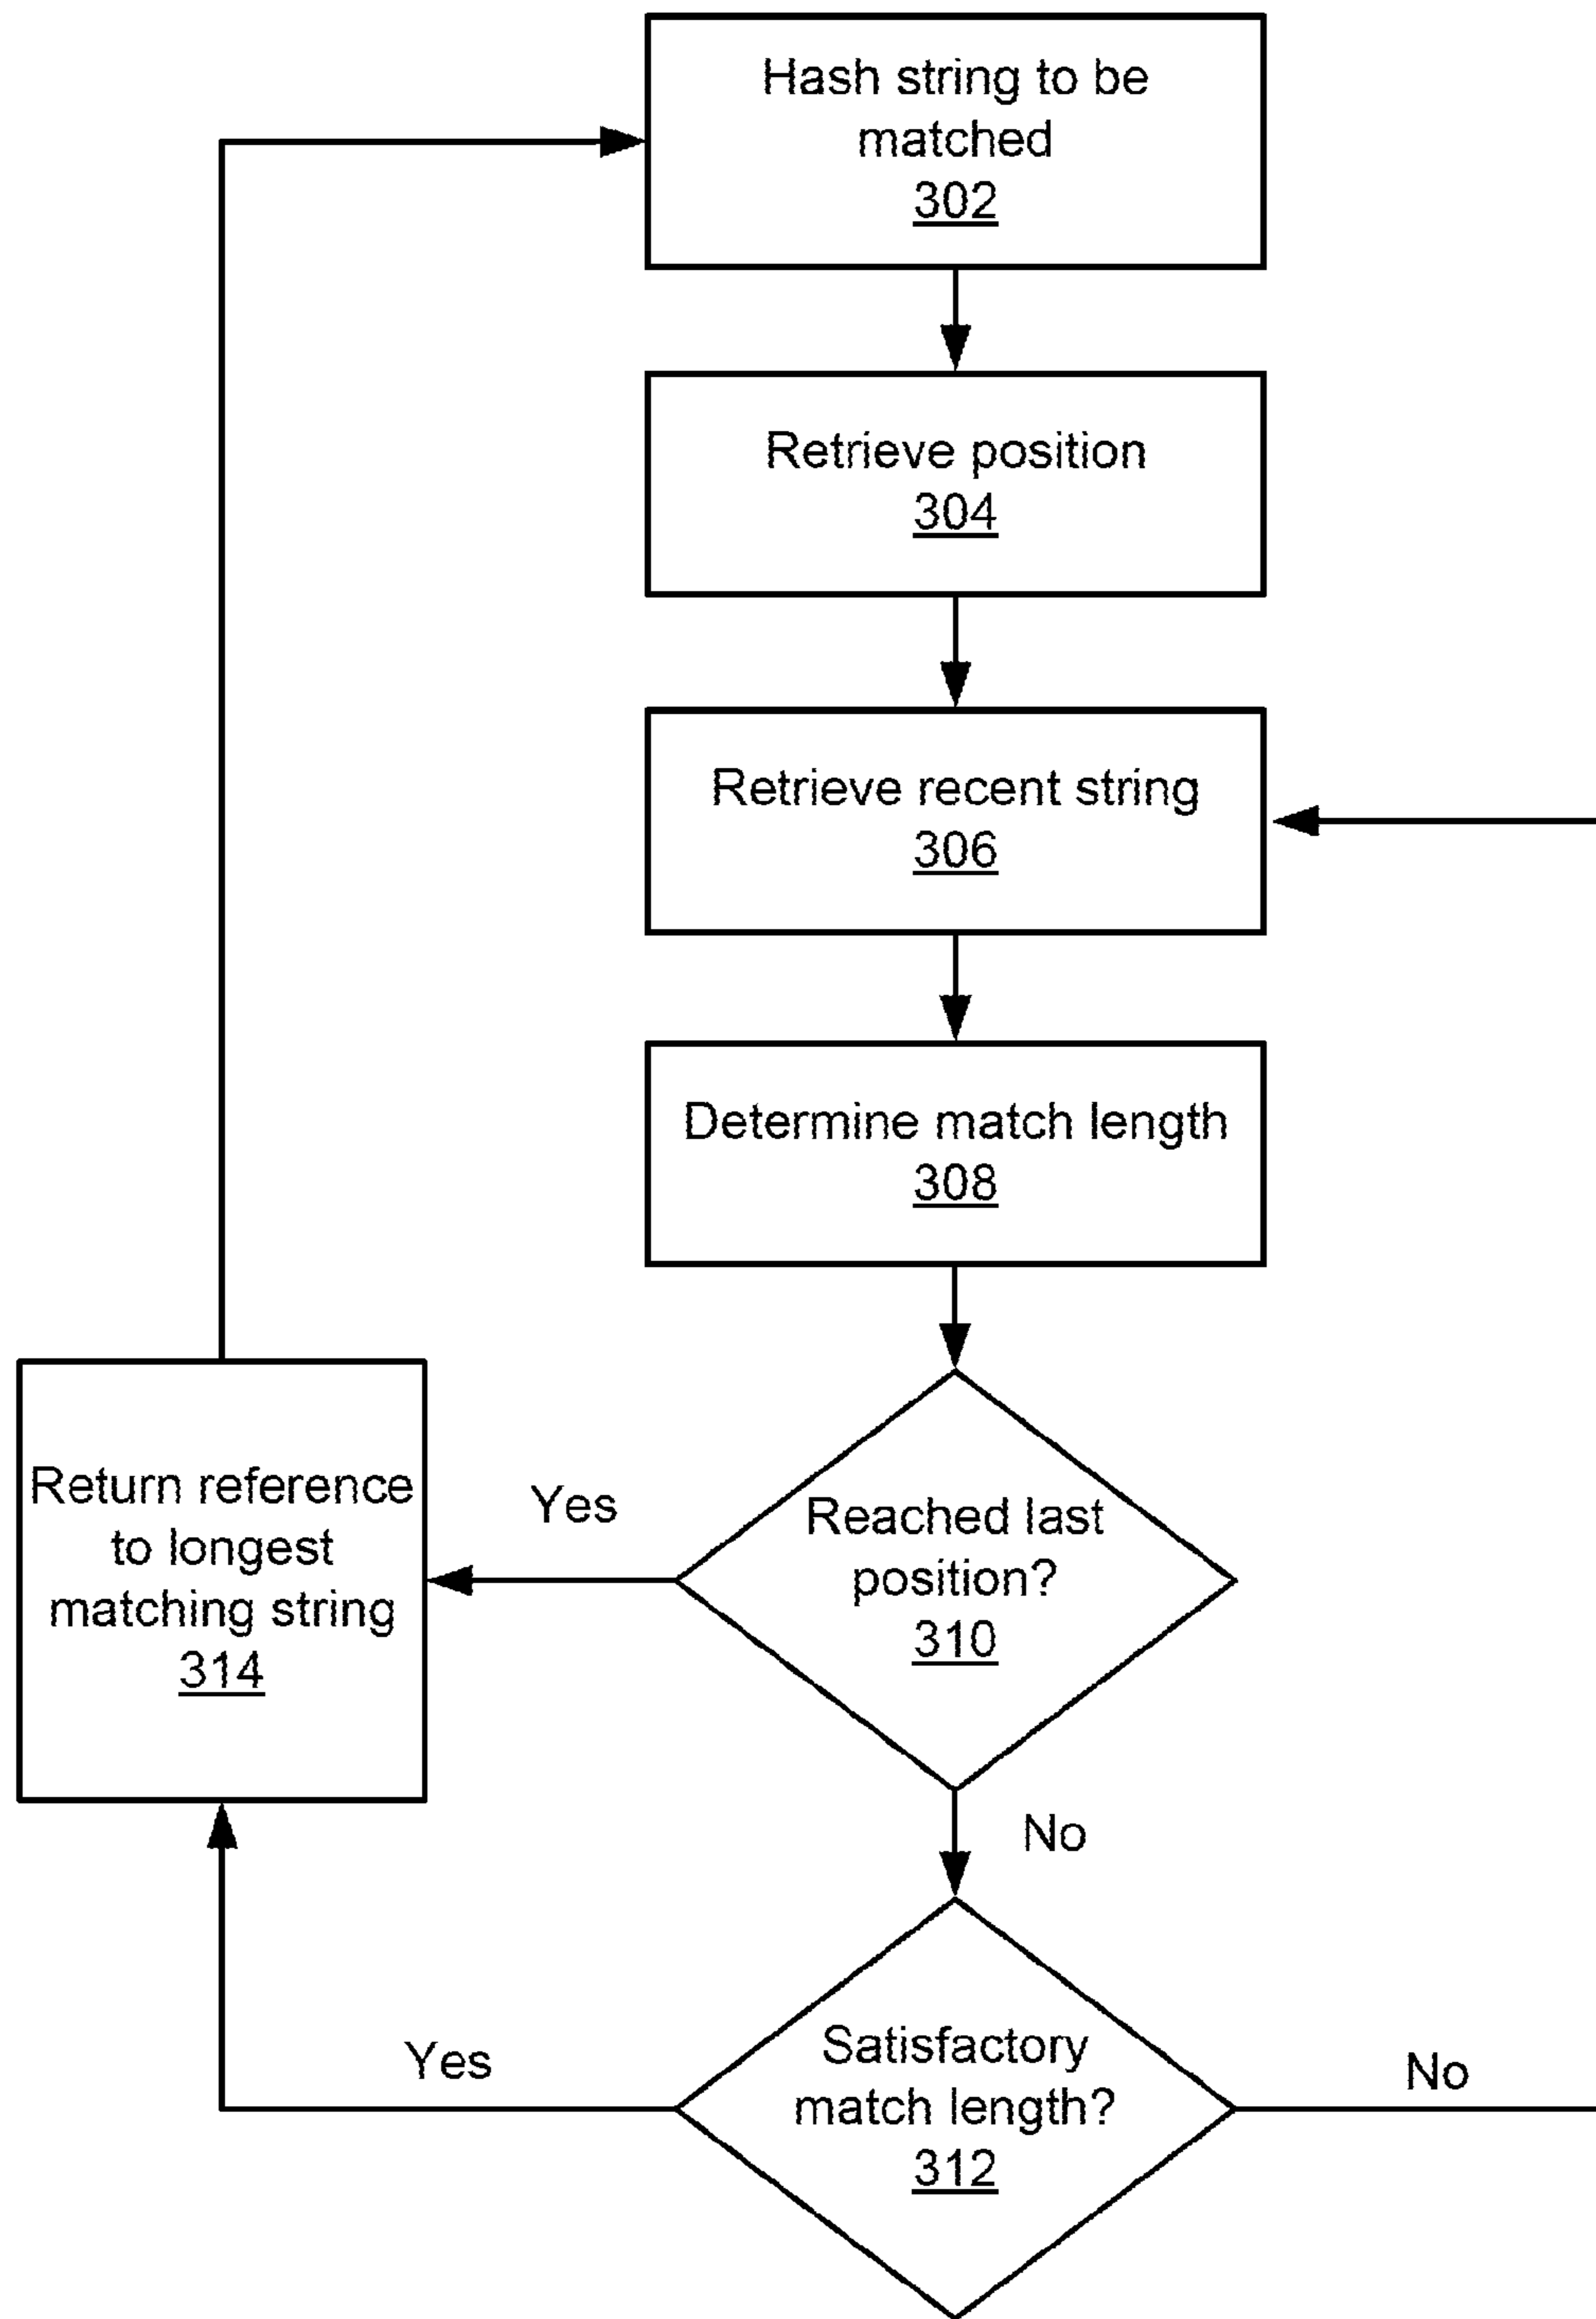 Hash string to be
matched
302
Retrieve position
304
Retrieve recent string
306
Determine match length
308
Return reference
to longest
matching string
314
Yes
Reached last
position?
310
No
Yes
Satisfactory
match length?
312
No